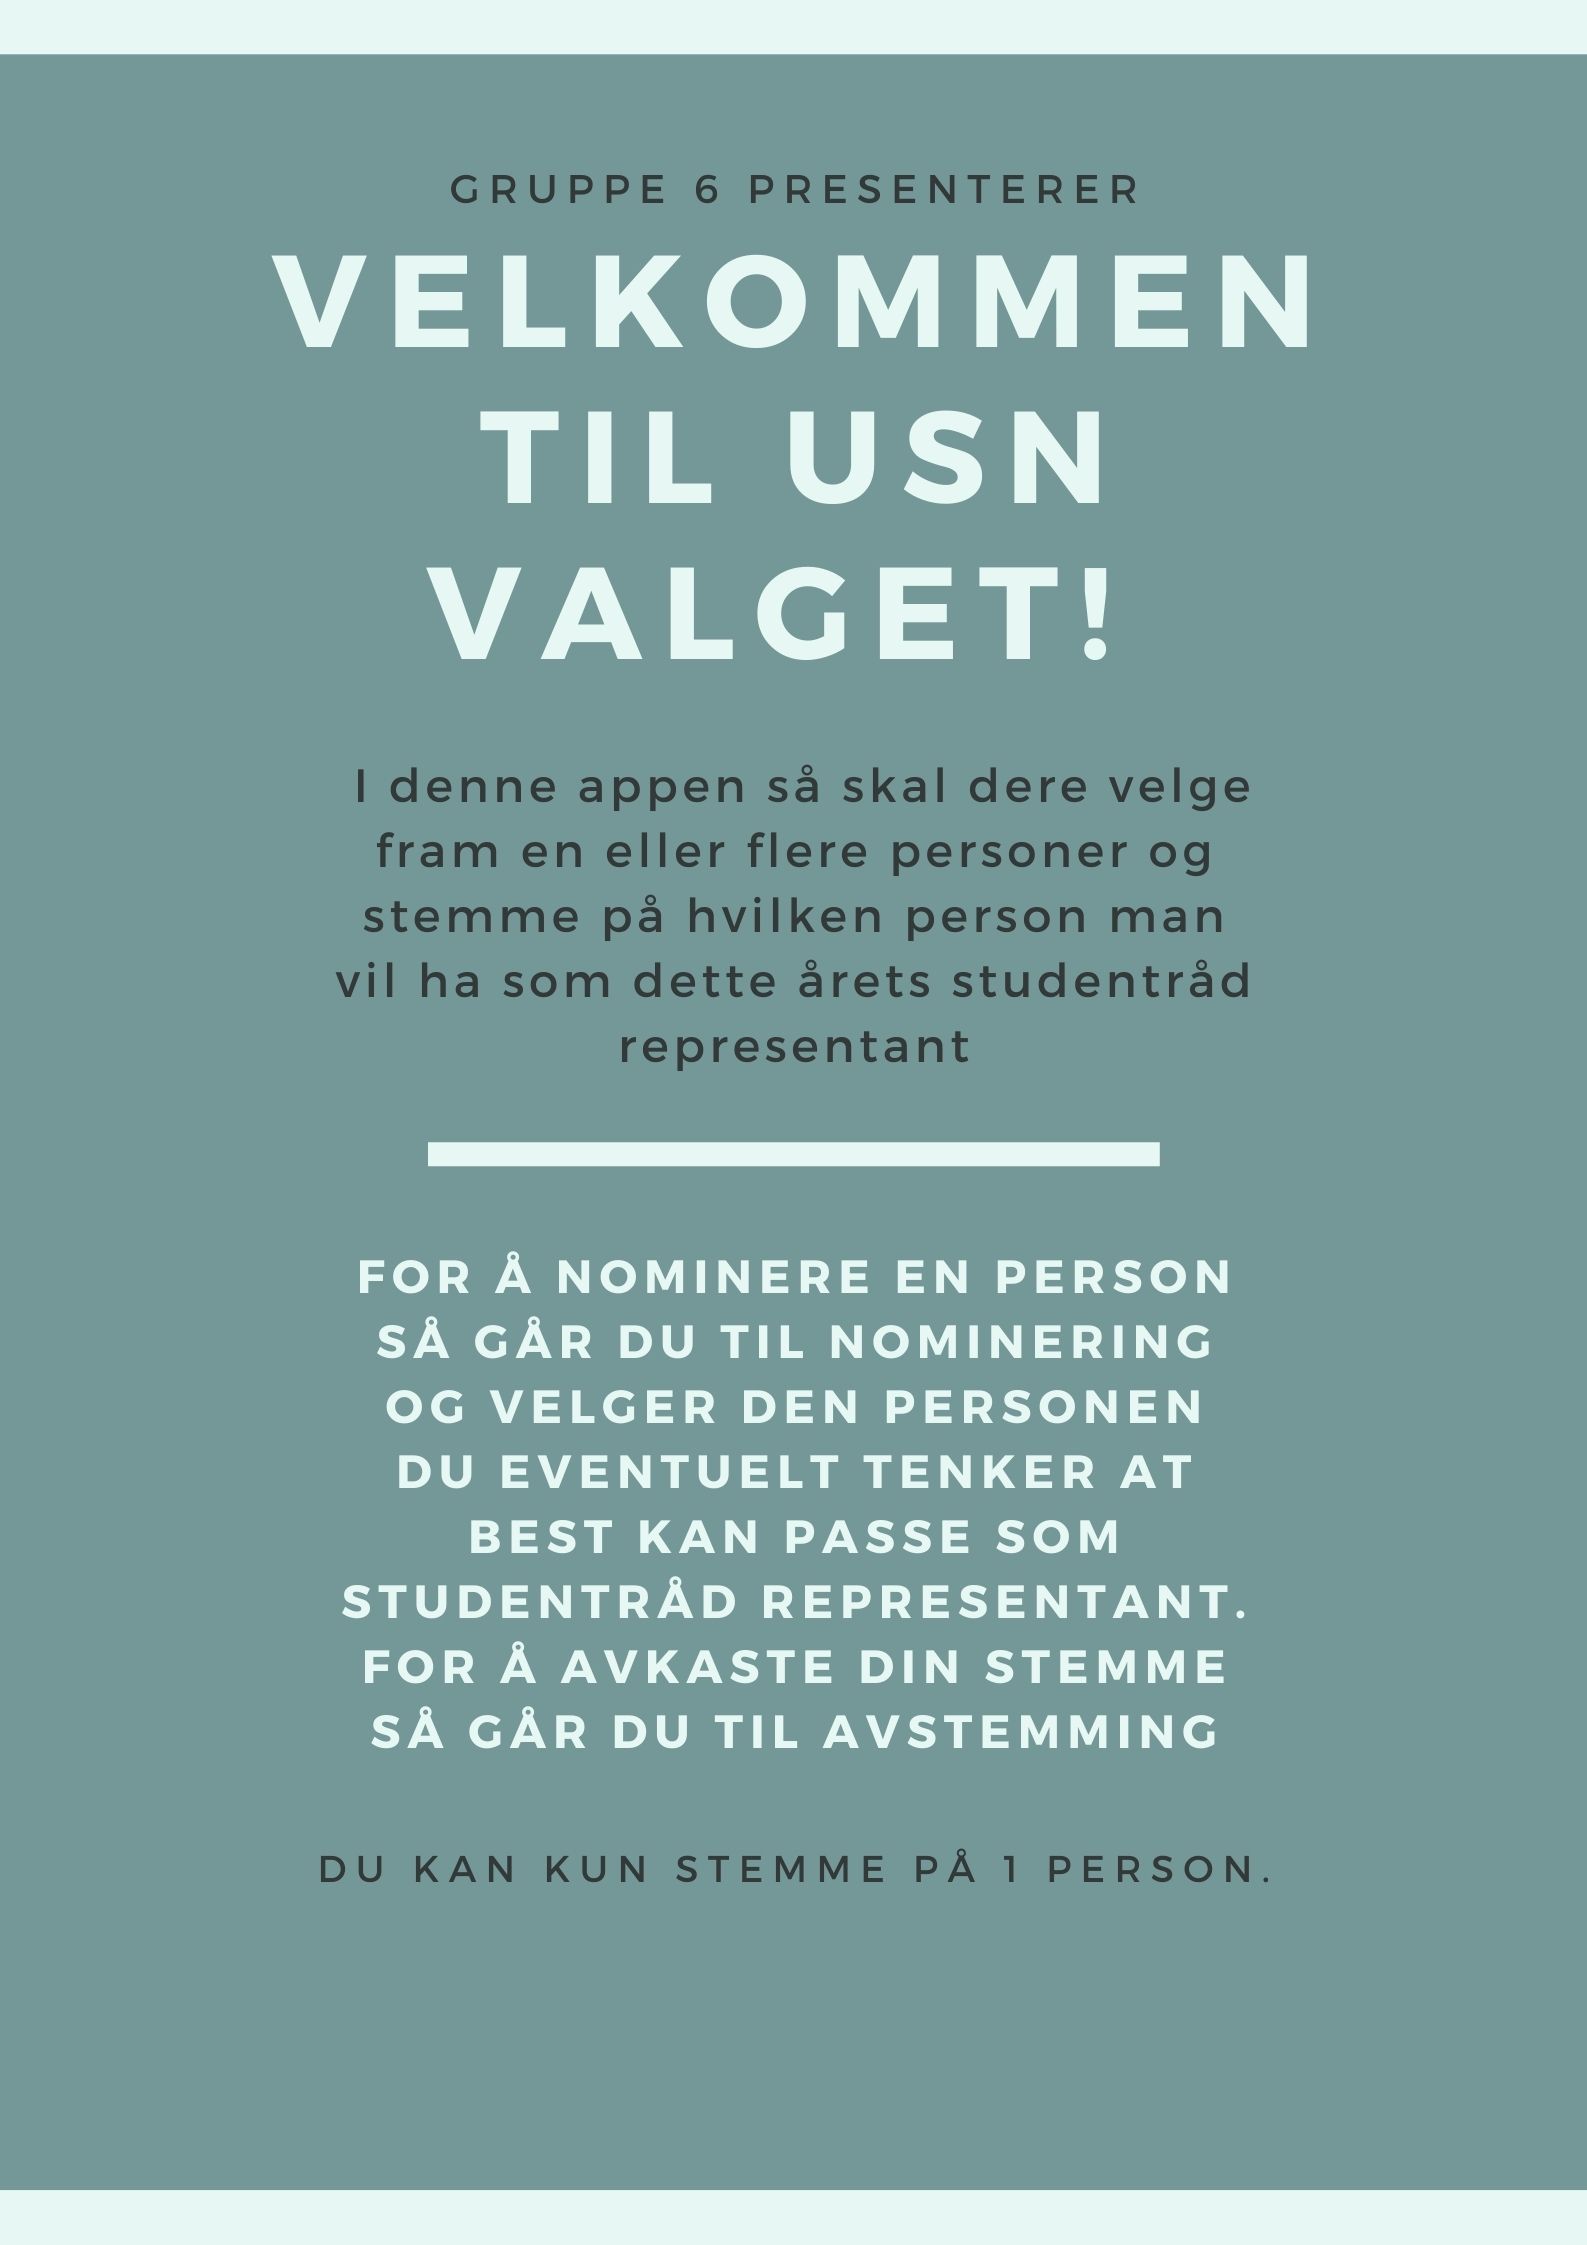 GRUPPE 6 PRESENTERER
VELKOMMEN
TIL USN
VALGET!
I denne appen så skal dere velge
fram en eller flere personer og
stemme på hvilken person man
vil ha som dette årets studentråd
representant
FOR Å NOMINERE EN PERSON
SÅ GÅR DU TIL NOMINERING
OG VELGER DEN PERSONEN
DU EVENTUELT TENKER AT
BEST KAN PASSE SOM
STUDENTRÅD REPRESENTANT.
FOR Å AVKASTE DIN STEMME
SÅ GÅR DU TIL AVSTEMMING
DU KAN KUN STEMME PÅ 1 PERSON.